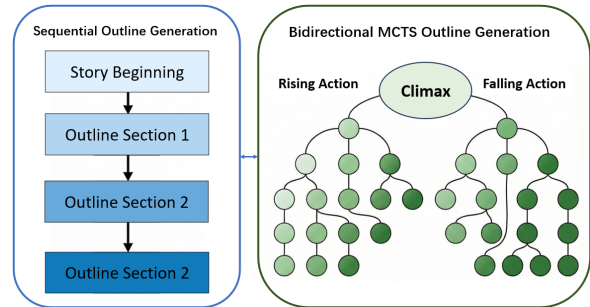 Sequential Outline Generation
Story Beginning
Outline Section 1
Outline Section 2
Outline Section 2
Bidirectional MCTS Outline Generation
Rising Action
Climax
Falling Action